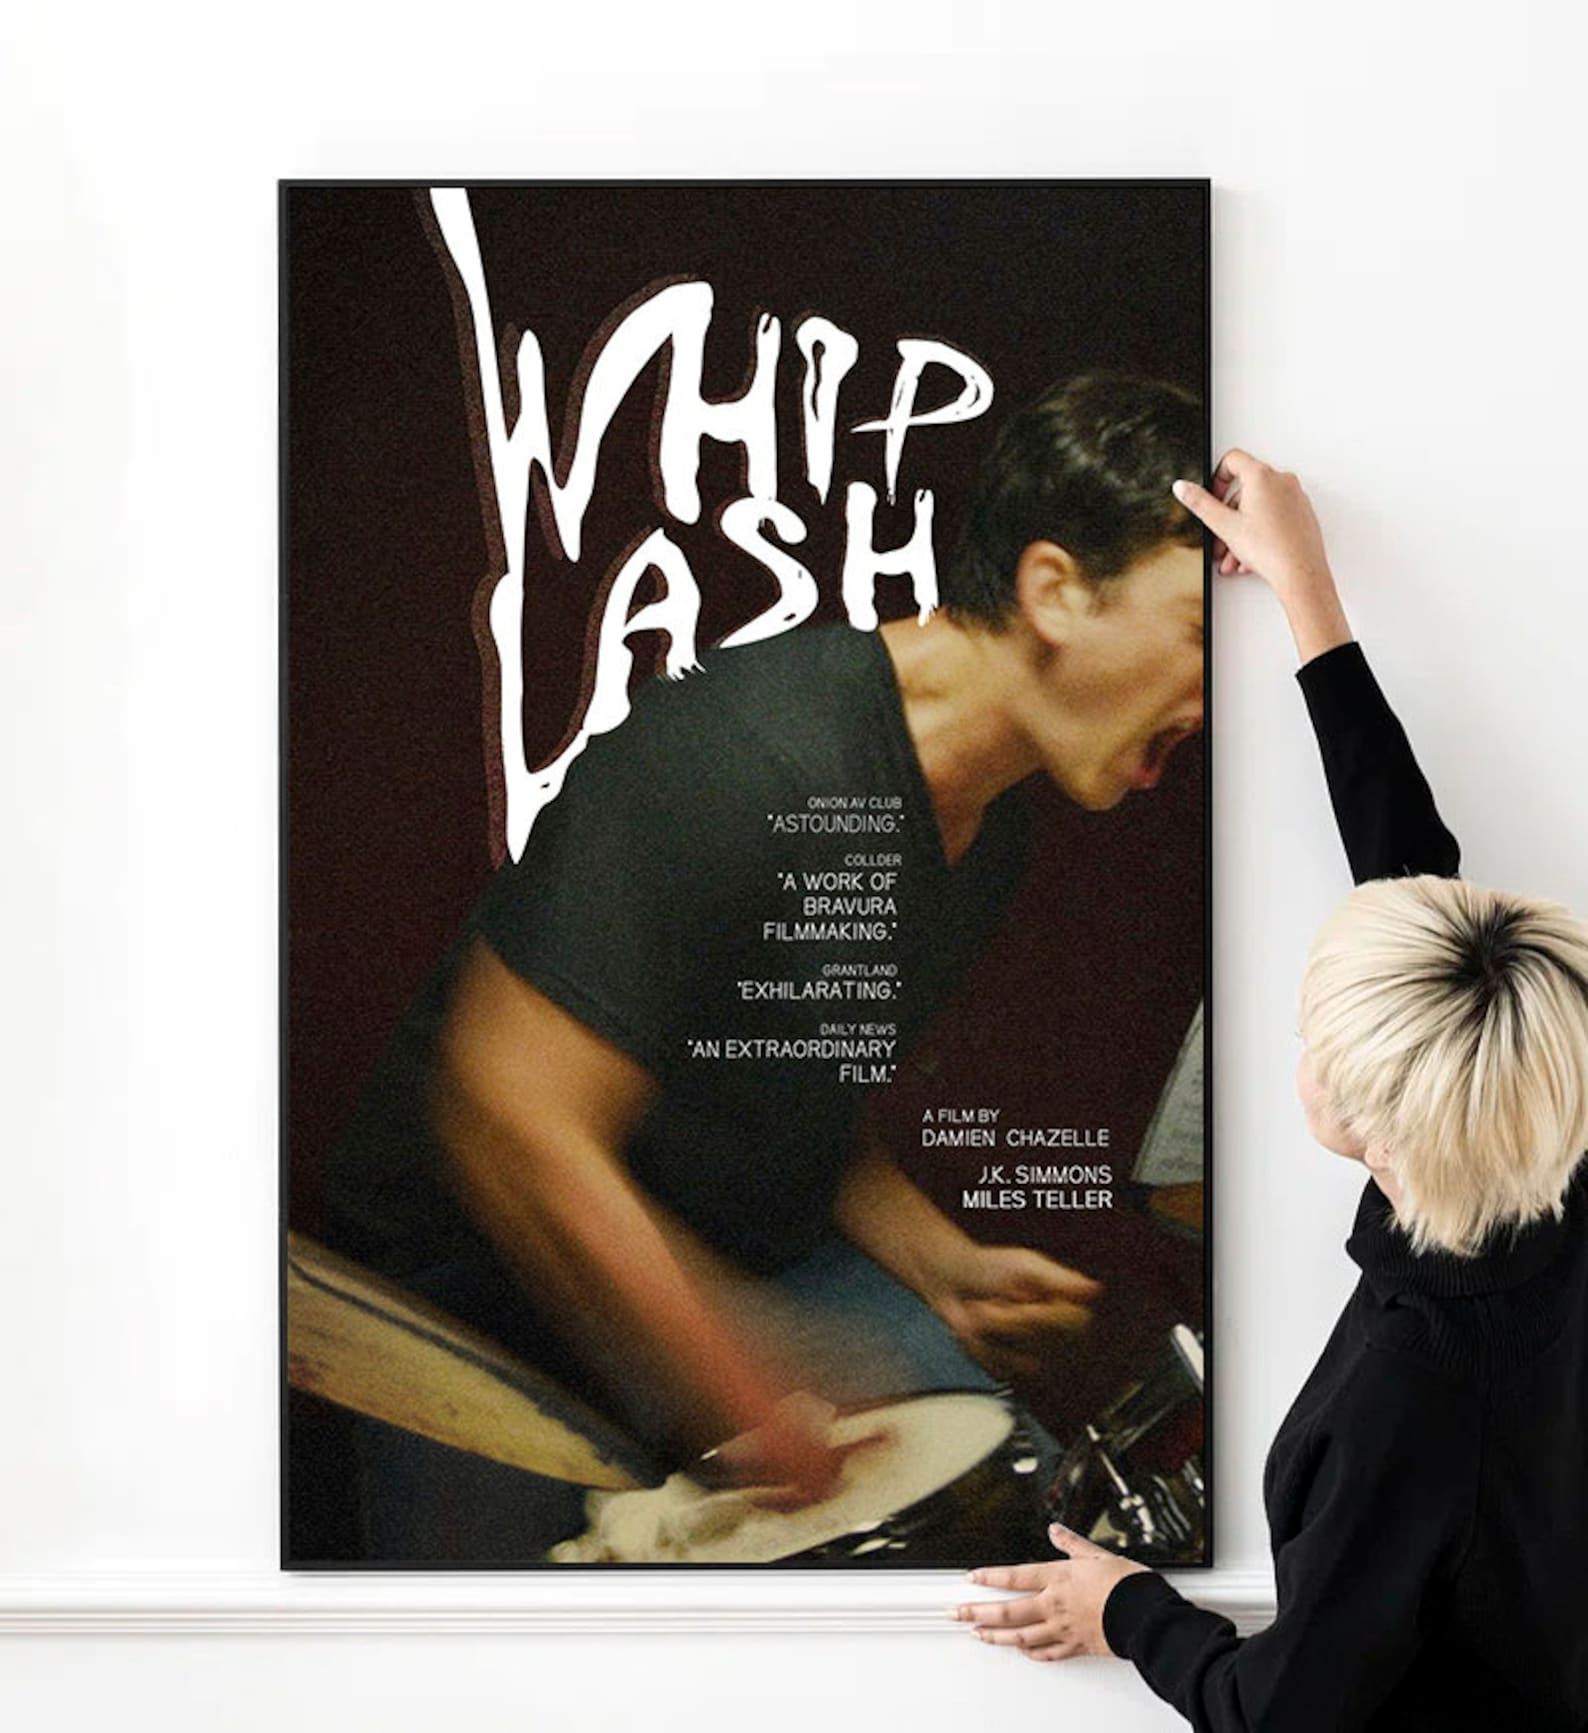 WHIP
LASH
ONION AV CLUB
"ASTOUNDING."
COLLDER
"A WORK OF
BRAVURA
FILMMAKING."
GRANTLAND
"EXHILARATING."
DAILY NEWS
"AN EXTRAORDINARY
FILM."
A FILM BY
DAMIEN CHAZELLE
J.K. SIMMONS
MILES TELLER